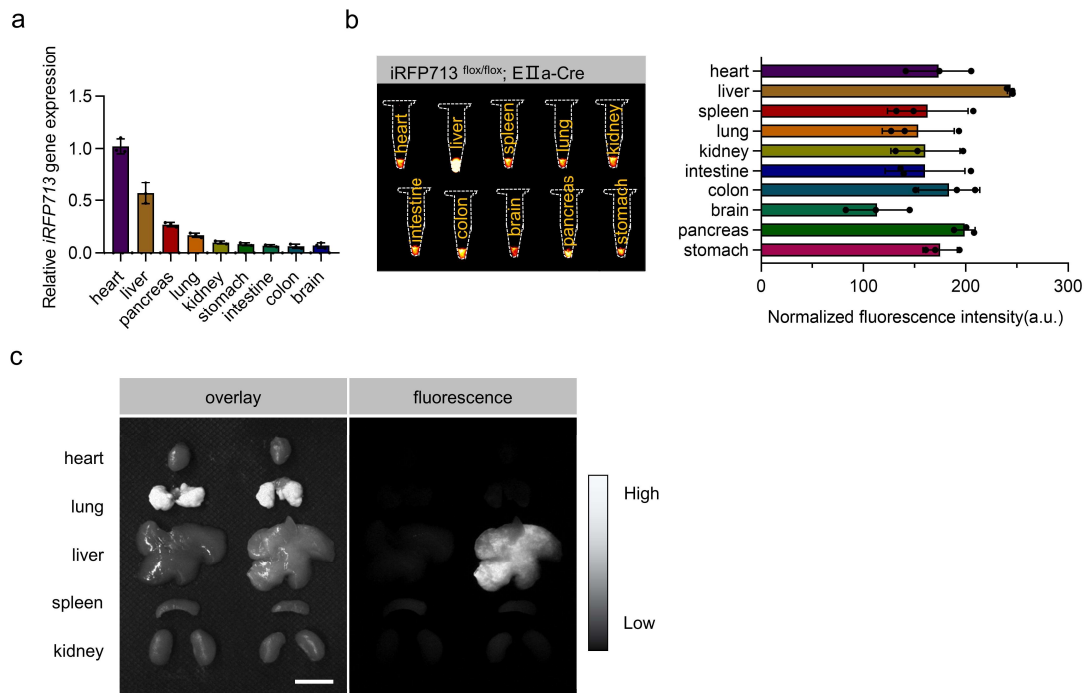 a
Relative iRFP713 gene expression
1.5
1.0
0.5
0.0
heart
liver
pancreas
lung
kidney
stomach
intestine
colon
brain
b
iRFP713 flox/flox; EⅡa-Cre
heart
liver
spleen
lung
kidney
intestine
colon
brain
pancreas
stomach
heart
liver
spleen
lung
kidney
intestine
colon
brain
pancreas
stomach
0
100
200
300
Normalized fluorescence intensity(a.u.)
c
overlay
fluorescence
heart
lung
liver
spleen
kidney
High
Low